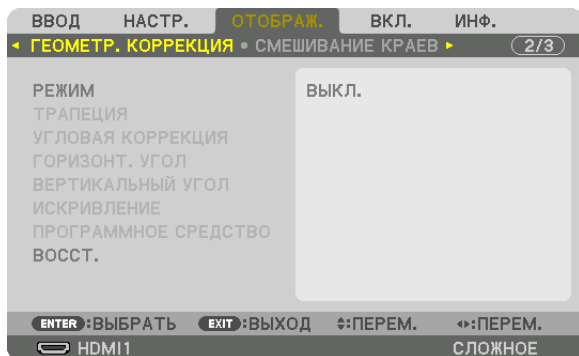 ВВОД НАСТР. ОТОБРАЖ. ВКЛ. ИНФ.
ГЕОМЕТР. КОРРЕКЦИЯ • СМЕШИВАНИЕ КРАЕВ 2/3
РЕЖИМ ВЫКЛ.
ТРАПЕЦИЯ
УГЛОВАЯ КОРРЕКЦИЯ
ГОРИЗОНТ. УГОЛ
ВЕРТИКАЛЬНЫЙ УГОЛ
ИСКРИВЛЕНИЕ
ПРОГРАММНОЕ СРЕДСТВО
ВОССТ.
ENTER:ВЫБРАТЬ EXIT:ВЫХОД :ПЕРЕМ. :ПЕРЕМ.
HDMI1 СЛОЖНОЕ